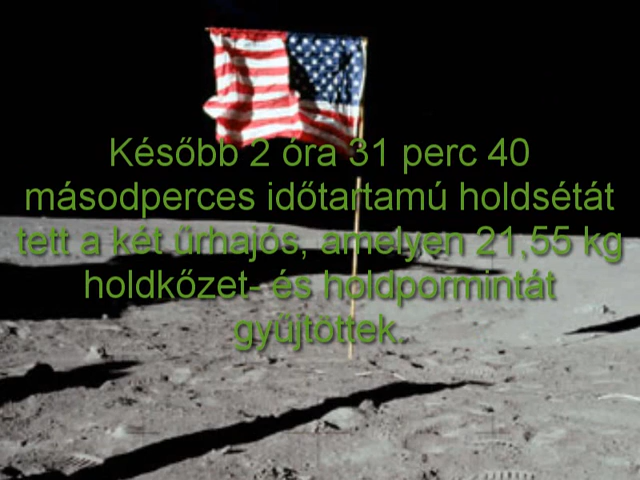 Később 2 óra 31 perc 40
másodperces időtartamú holdsétát
tett a két űrhajós, amelyen 21,55 kg
holdkőzet- és holdpormintát
gyűjtöttek.